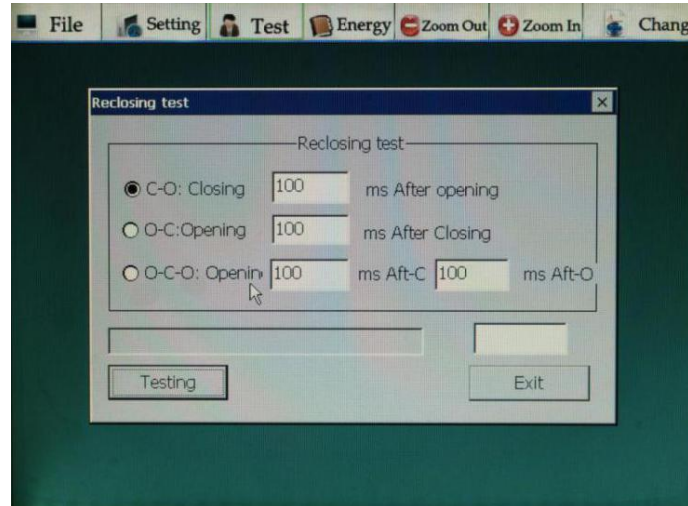 File Setting Test Energy Zoom Out Zoom In Chang
Reclosing test
Reclosing test
C-O: Closing 100 ms After opening
O-C:Opening 100 ms After Closing
O-C-O: Openin 100 ms Aft-C 100 ms Aft-O
Testing Exit